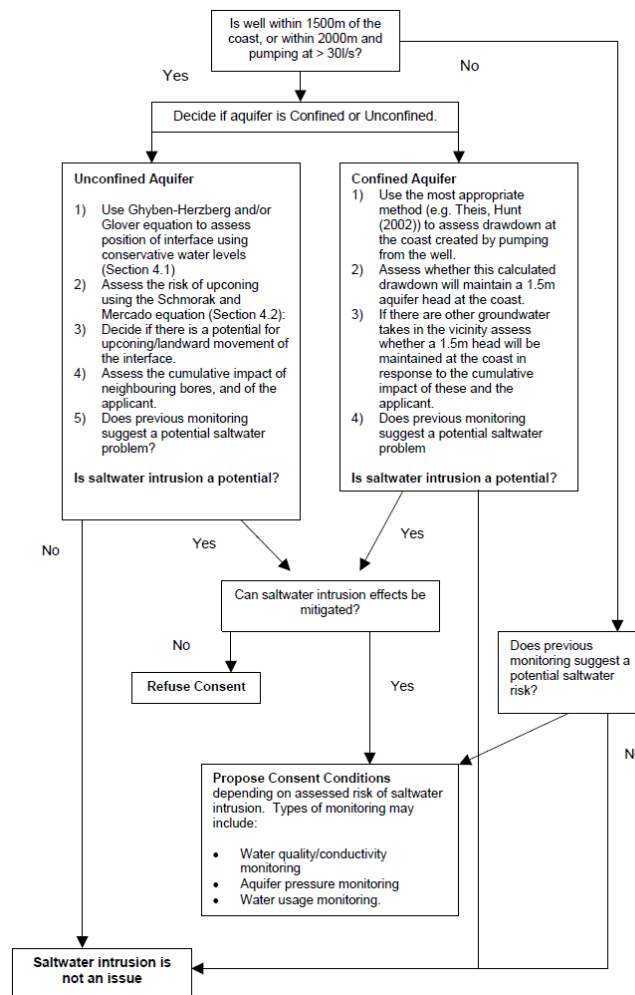 Is well within 1500m of the
coast, or within 2000m and
pumping at > 30l/s?
Yes
No
Decide if aquifer is Confined or Unconfined.
Unconfined Aquifer
1) Use Ghyben-Herzberg and/or
Glover equation to assess
position of interface using
conservative water levels
(Section 4.1)
2) Assess the risk of upconing
using the Schmorak and
Mercado equation (Section 4.2):
3) Decide if there is a potential for
upconing/landward movement of
the interface.
4) Assess the cumulative impact of
neighbouring bores, and of the
applicant.
5) Does previous monitoring
suggest a potential saltwater
problem?
Is saltwater intrusion a potential?
Confined Aquifer
1) Use the most appropriate
method (e.g. Theis, Hunt
(2002)) to assess drawdown at
the coast created by pumping
from the well.
2) Assess whether this calculated
drawdown will maintain a 1.5m
aquifer head at the coast.
3) If there are other groundwater
takes in the vicinity assess
whether a 1.5m head will be
maintained at the coast in
response to the cumulative
impact of these and the
applicant.
4) Does previous monitoring
suggest a potential saltwater
problem
Is saltwater intrusion a potential?
No
Yes
Yes
Can saltwater intrusion effects be
mitigated?
No
Yes
Refuse Consent
Does previous
monitoring suggest a
potential saltwater
risk?
Propose Consent Conditions
depending on assessed risk of saltwater
intrusion. Types of monitoring may
include:
• Water quality/conductivity
monitoring
• Aquifer pressure monitoring
• Water usage monitoring.
Saltwater intrusion is
not an issue